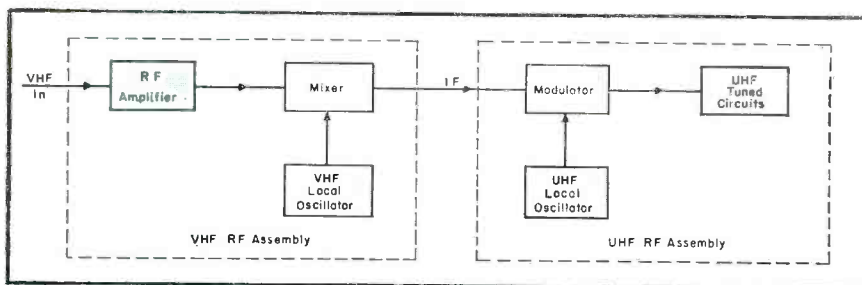 VHF
In
RF
Amplifier
Mixer
VHF
Local
Oscillator
VHF RF Assembly
IF
Modulator
UHF
Tuned
Circuits
UHF
Local
Oscillator
UHF RF Assembly